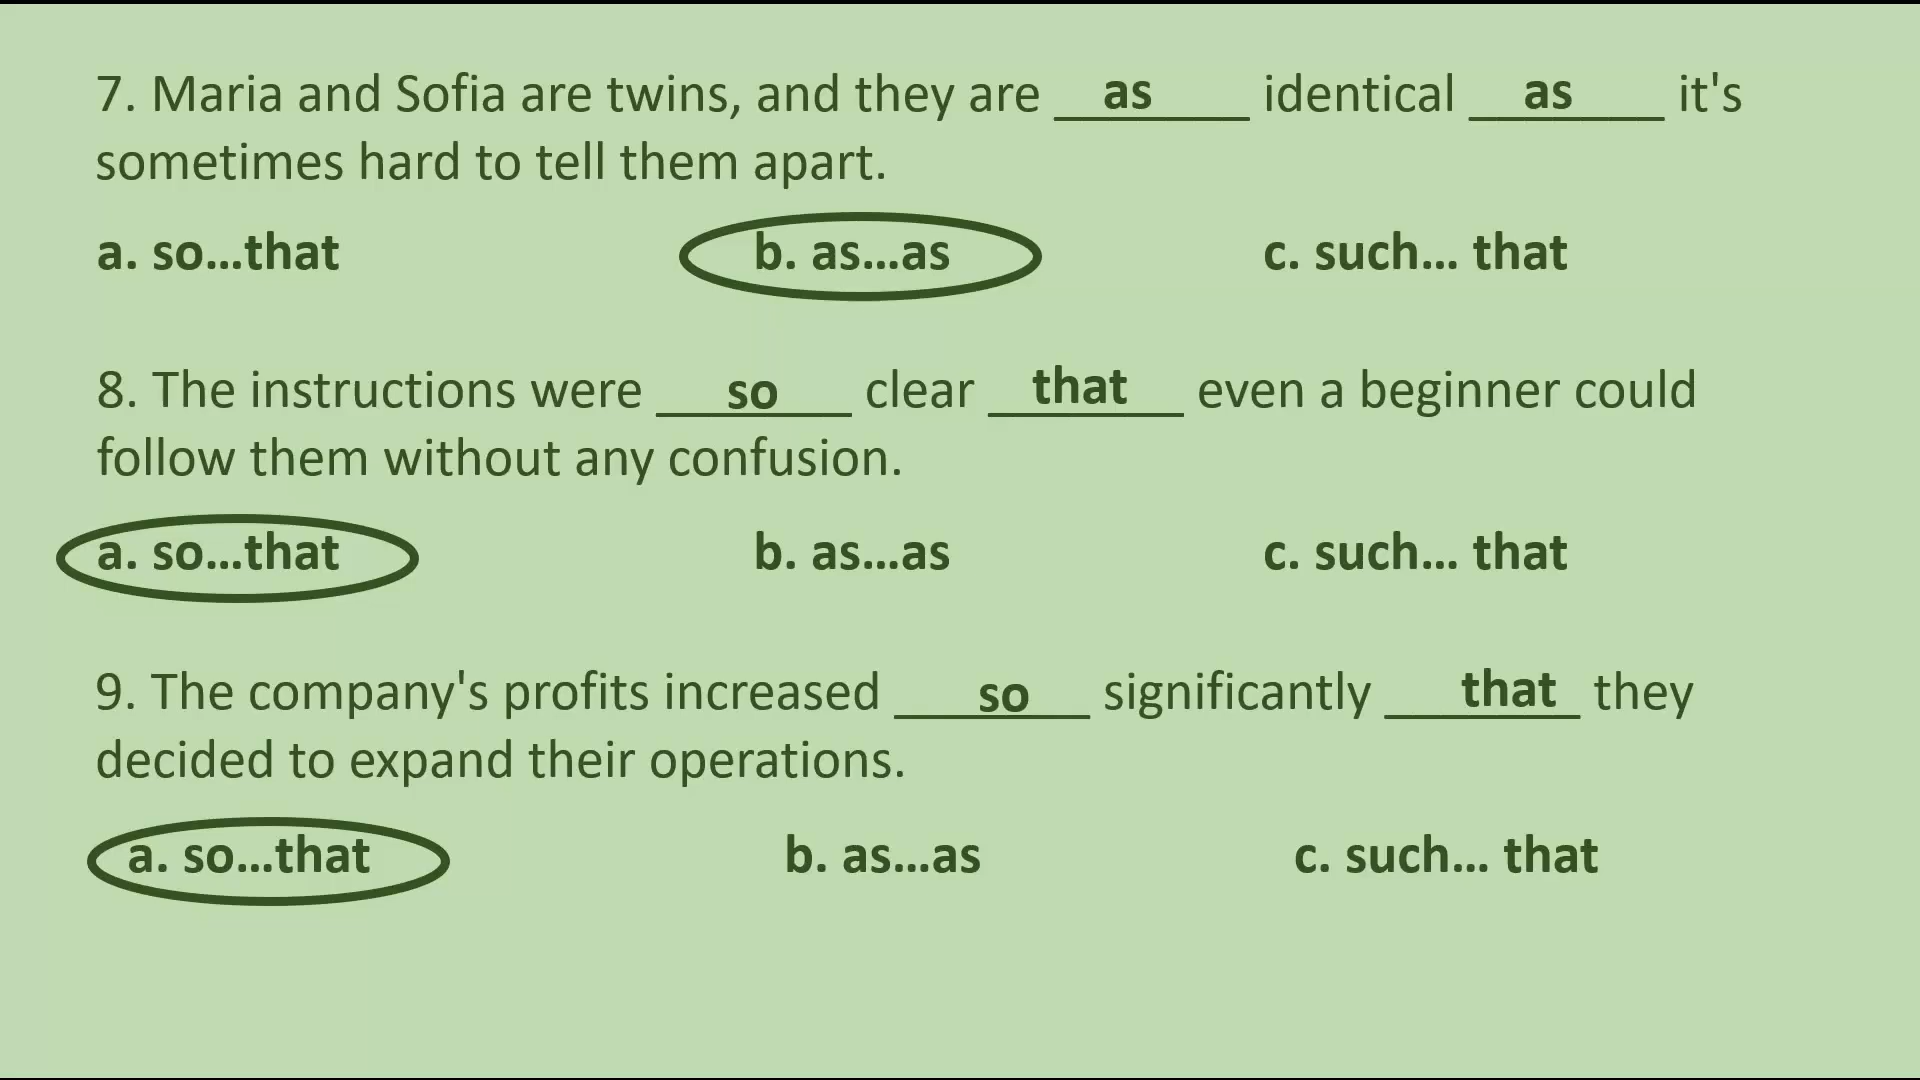 7. Maria and Sofia are twins, and they are as identical as it's
sometimes hard to tell them apart.
a. so...that b. as...as c. such... that
8. The instructions were so clear that even a beginner could
follow them without any confusion.
a. so...that b. as...as c. such... that
9. The company's profits increased so significantly that they
decided to expand their operations.
a. so...that b. as...as c. such... that